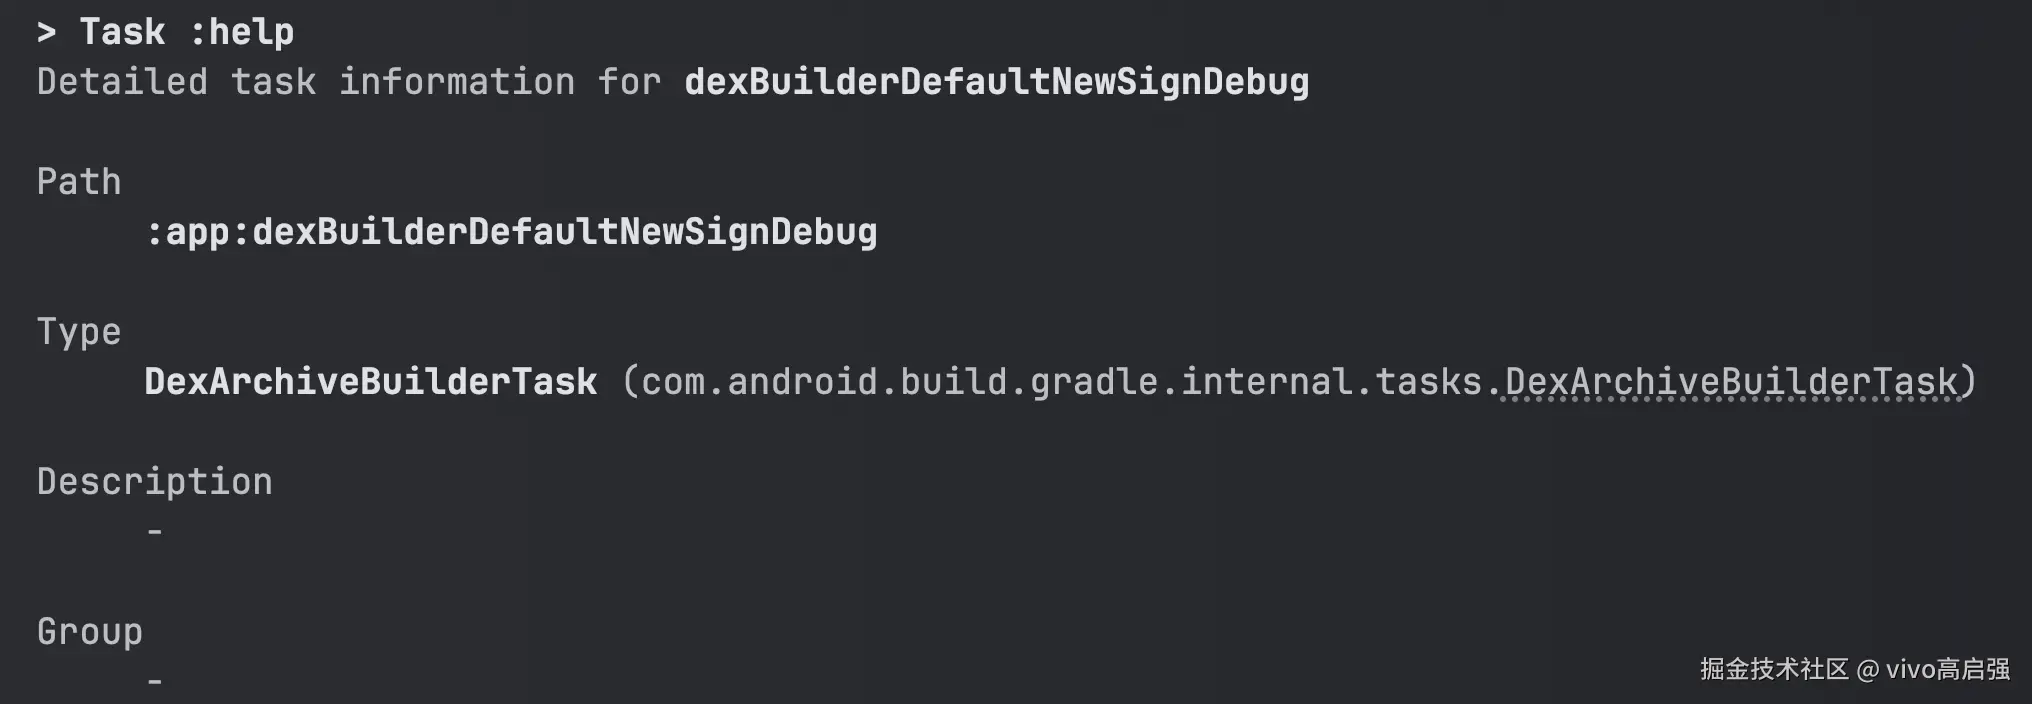 > Task :help
Detailed task information for dexBuilderDefaultNewSignDebug
Path
:app:dexBuilderDefaultNewSignDebug
Type
DexArchiveBuilderTask (com.android.build.gradle.internal.tasks.DexArchiveBuilderTask)
Description
-
Group
-
掘金技术社区 @ vivo高启强